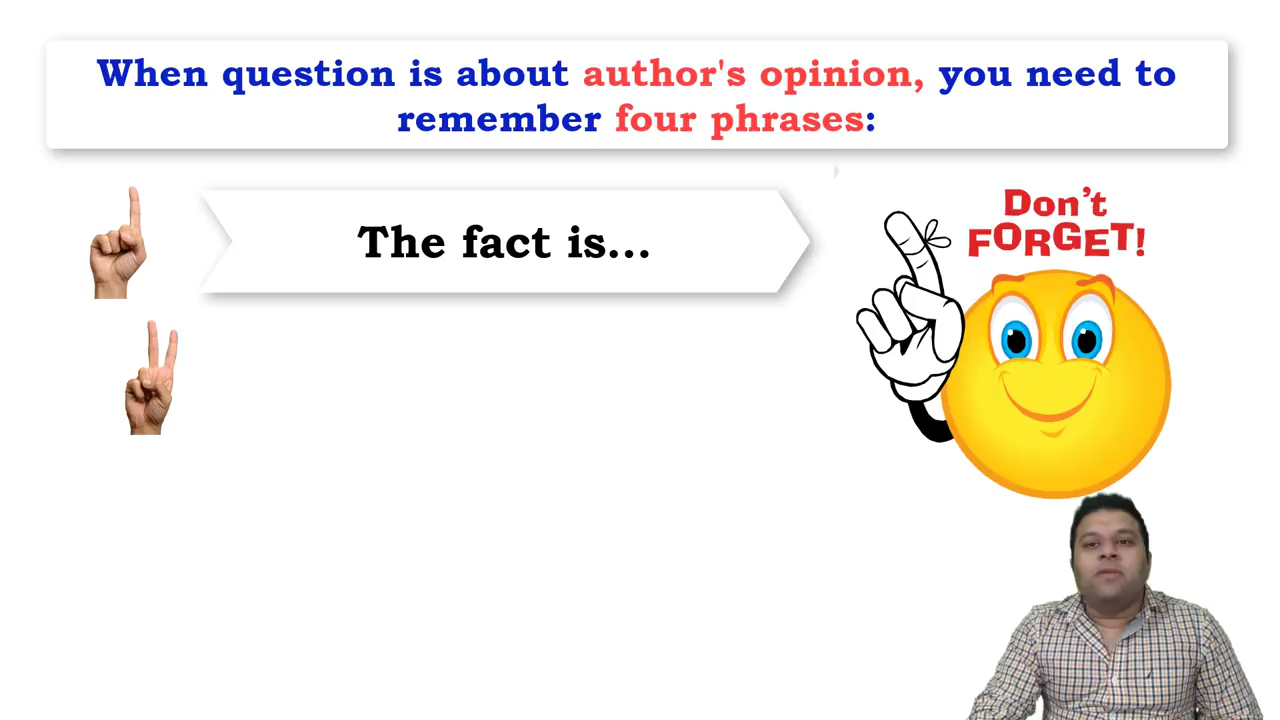 When question is about author's opinion, you need to
remember four phrases:
The fact is...
Don't
FORGET!